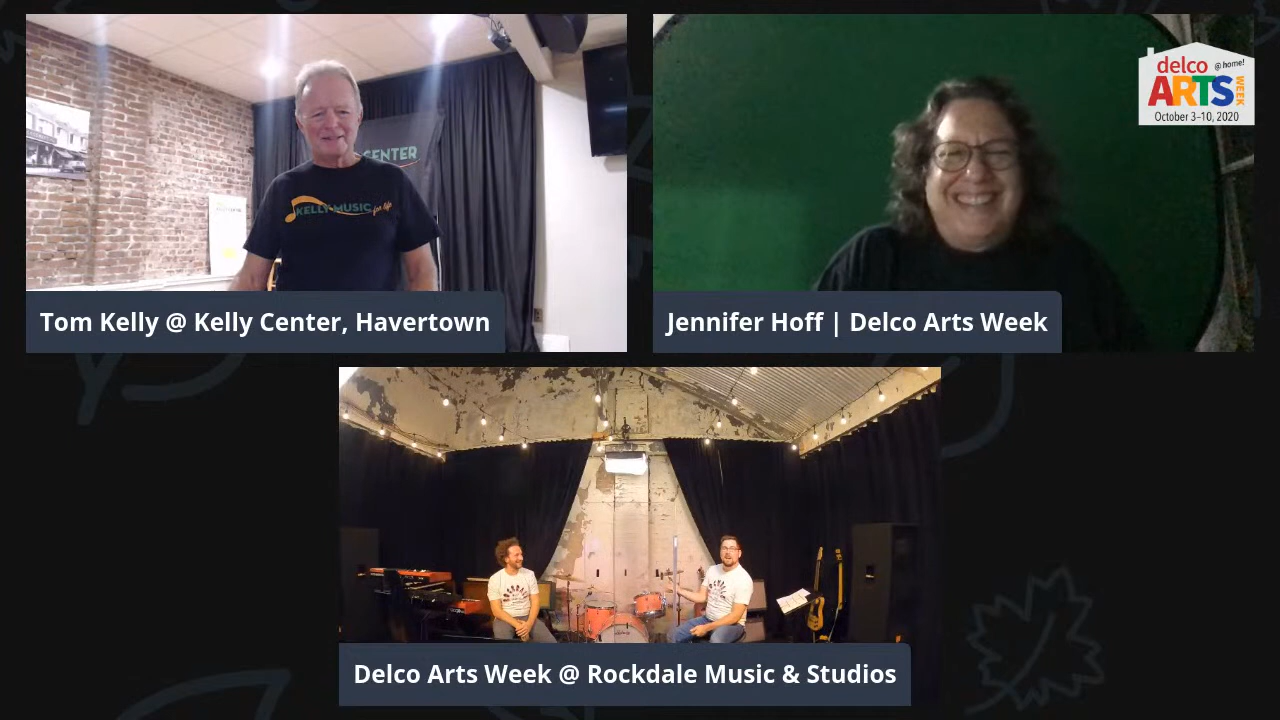 CENTER
KELLY MUSIC for life
Tom Kelly @ Kelly Center, Havertown
delco @ home!
ARTS WEEK
October 3-10, 2020
Jennifer Hoff | Delco Arts Week
Delco Arts Week @ Rockdale Music & Studios